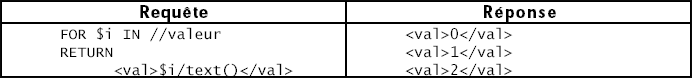 Requête Réponse
FOR $i IN //valeur <val>0</val>
RETURN <val>1</val>
<val>$i/text()</val> <val>2</val>